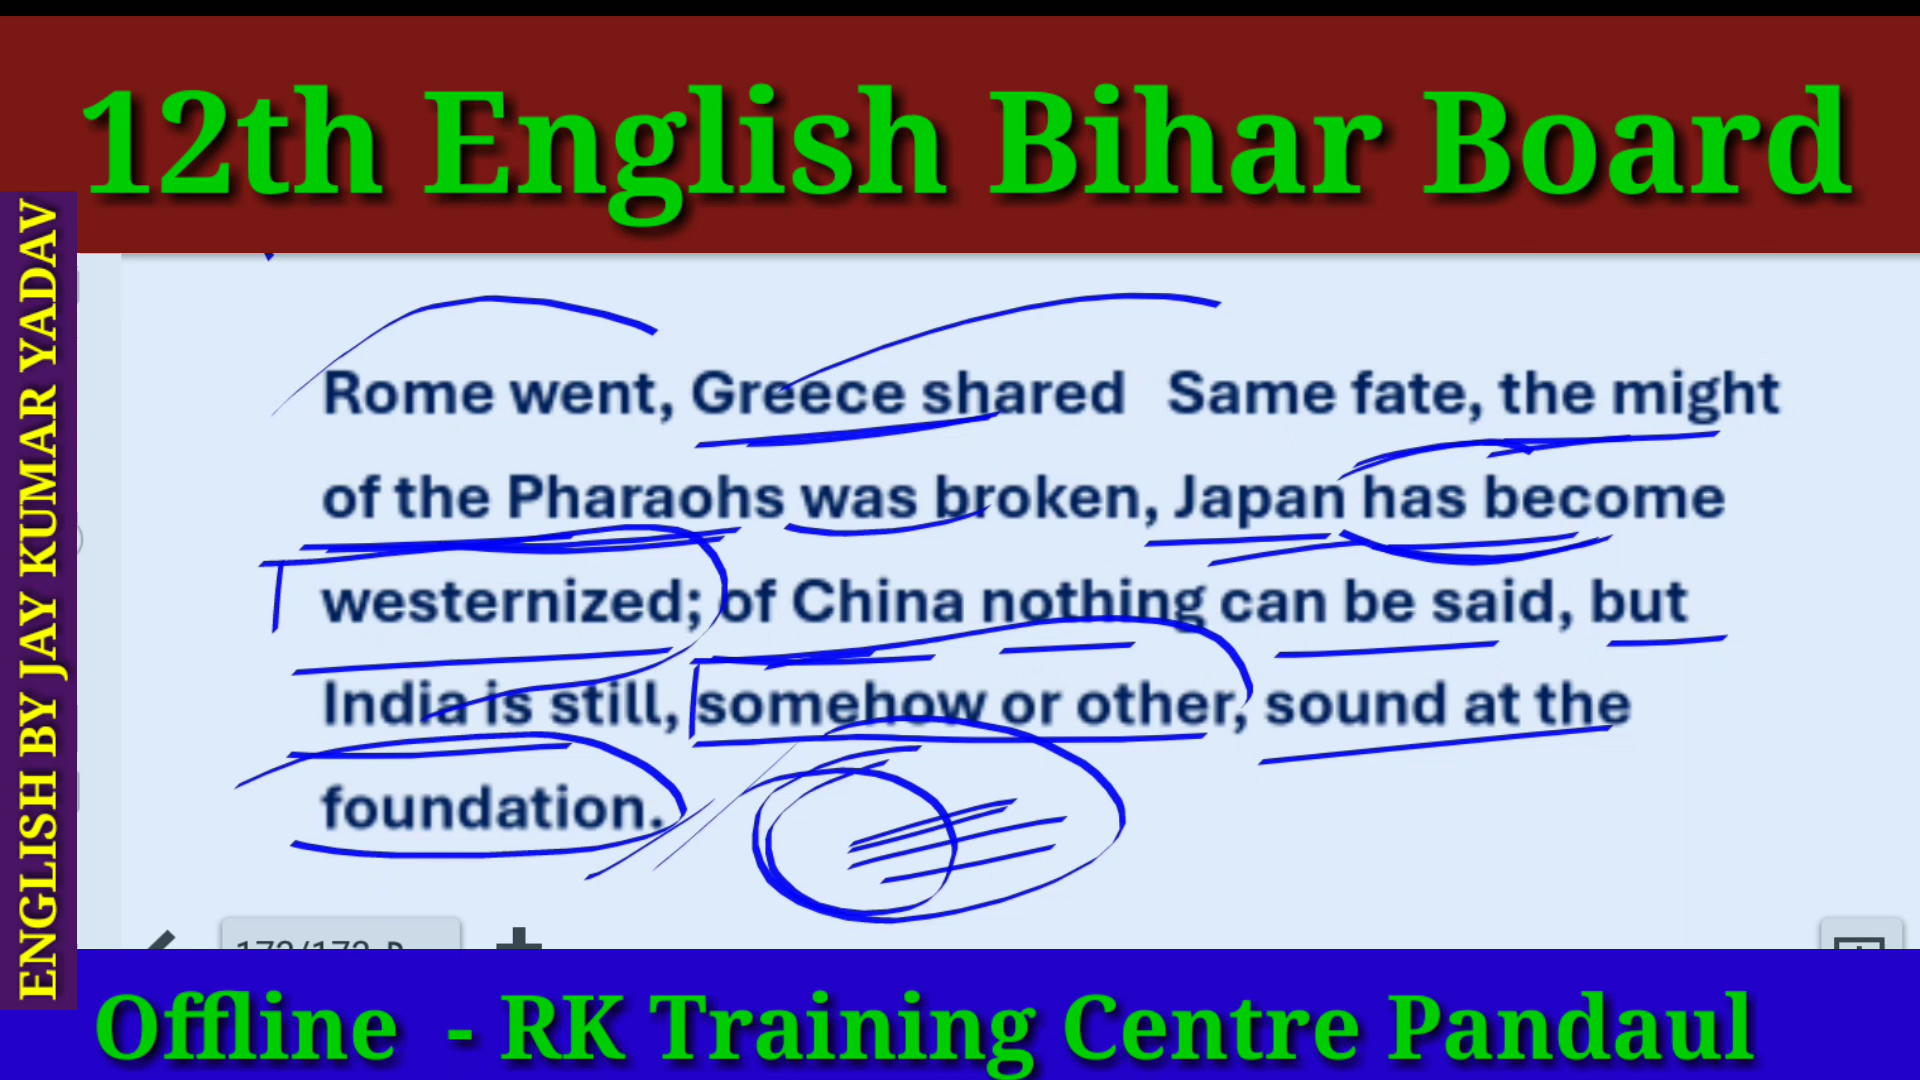 12th English Bihar Board
ENGLISH BY JAY KUMAR YADAV
Rome went, Greece shared Same fate, the might
of the Pharaohs was broken, Japan has become
westernized; of China nothing can be said, but
India is still, somehow or other, sound at the
foundation.
Offline - RK Training Centre Pandaul